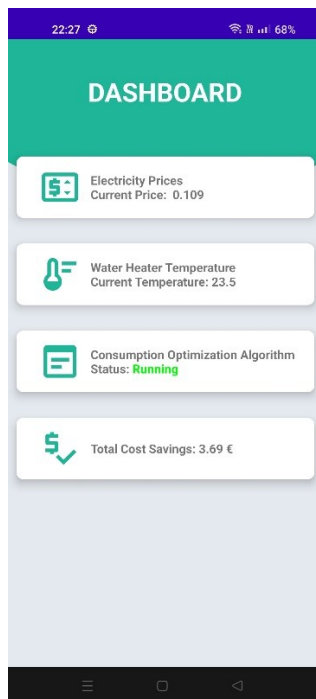 22:27 68%
DASHBOARD
Electricity Prices
Current Price: 0.109
Water Heater Temperature
Current Temperature: 23.5
Consumption Optimization Algorithm
Status: Running
Total Cost Savings: 3.69 €